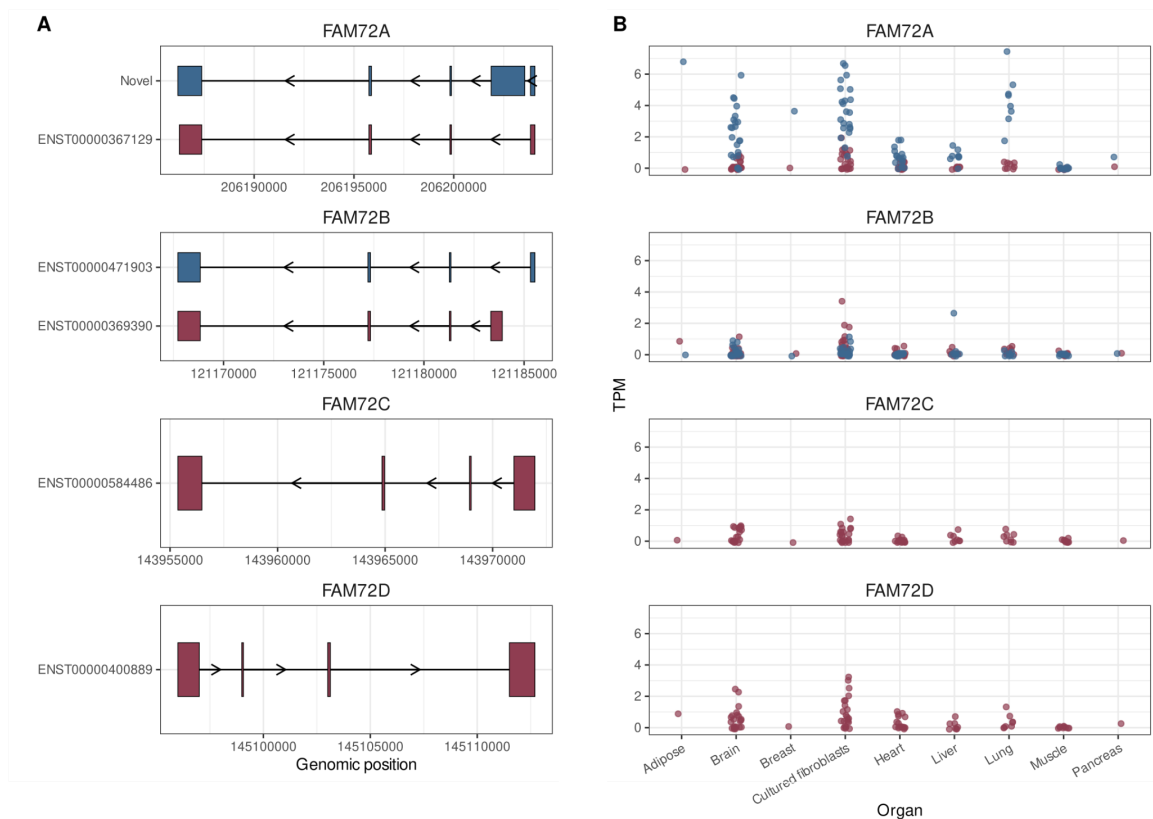 A
FAM72A
Novel
ENST00000367129
206190000 206195000 206200000
FAM72B
ENST00000471903
ENST00000369390
121170000 121175000 121180000 121185000
FAM72C
ENST00000584486
143955000 143960000 143965000 143970000
FAM72D
ENST00000400889
145100000 145105000 145110000
Genomic position
B
FAM72A
6
4
2
0
FAM72B
6
4
2
0
TPM
FAM72C
6
4
2
0
FAM72D
6
4
2
0
Adipose Brain Breast Cultured fibroblasts Heart Liver Lung Muscle Pancreas
Organ